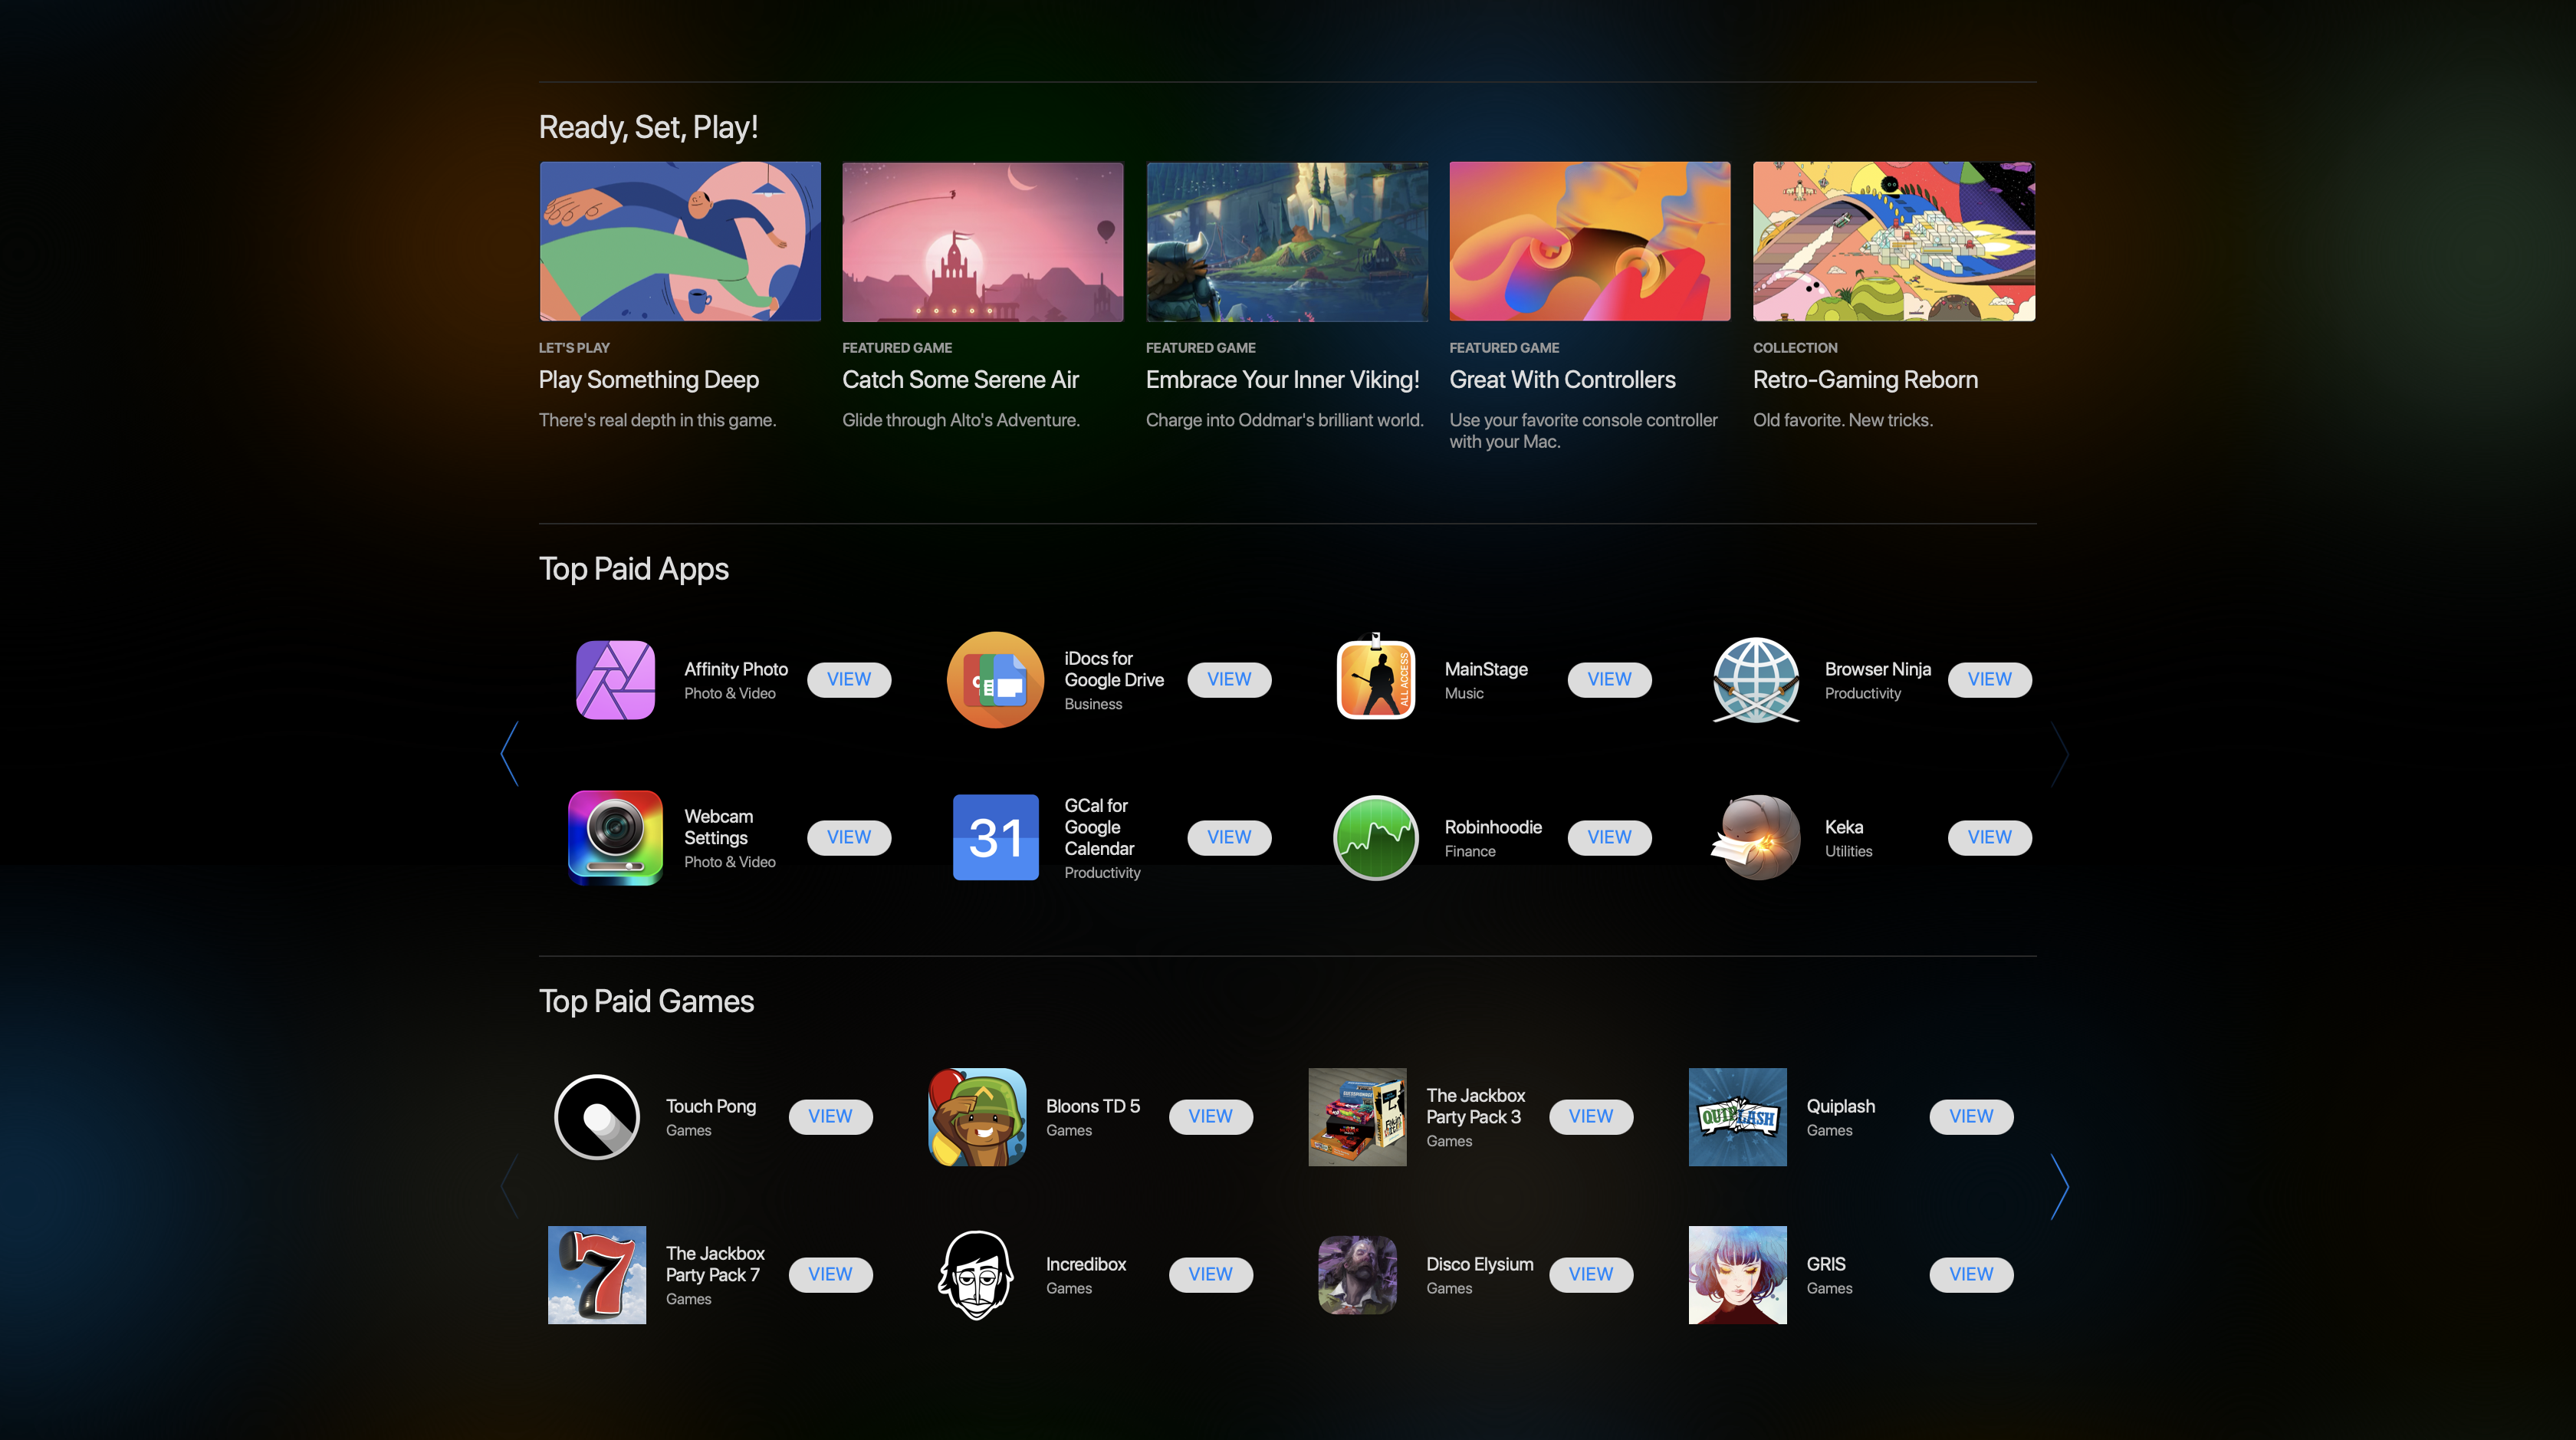 Ready, Set, Play!
LET'S PLAY
Play Something Deep
There's real depth in this game.
FEATURED GAME
Catch Some Serene Air
Glide through Alto's Adventure.
FEATURED GAME
Embrace Your Inner Viking!
Charge into Oddmar's brilliant world.
FEATURED GAME
Great With Controllers
Use your favorite console controller
with your Mac.
COLLECTION
Retro-Gaming Reborn
Old favorite. New tricks.
Top Paid Apps
Affinity Photo
Photo & Video
VIEW
iDocs for
Google Drive
Business
VIEW
ALL ACCESS
MainStage
Music
VIEW
Browser Ninja
Productivity
VIEW
Webcam
Settings
Photo & Video
VIEW
31
GCal for
Google
Calendar
Productivity
VIEW
Robinhoodie
Finance
VIEW
Keka
Utilities
VIEW
Top Paid Games
Touch Pong
Games
VIEW
Bloons TD 5
Games
VIEW
The Jackbox
Party Pack 3
Games
VIEW
QUIPLASH
Quiplash
Games
VIEW
7
The Jackbox
Party Pack 7
Games
VIEW
Incredibox
Games
VIEW
Disco Elysium
Games
VIEW
GRIS
Games
VIEW